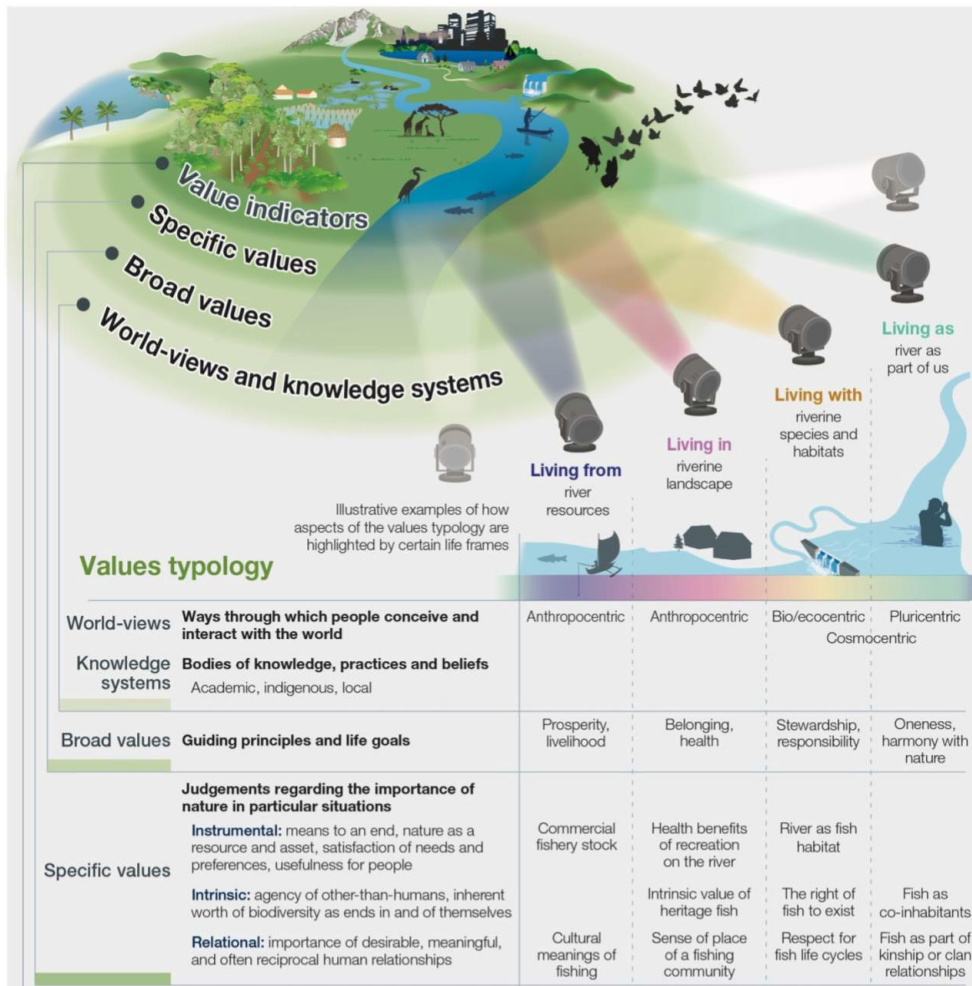 Value indicators
Specific values
Broad values
World-views and knowledge systems
Living as
river as
part of us
Living with
riverine
species and
habitats
Living in
riverine
landscape
Living from
river
resources
Illustrative examples of how
aspects of the values typology are
highlighted by certain life frames
Values typology
World-views
Ways through which people conceive and
interact with the world
Anthropocentric
Anthropocentric
Bio/ecocentric
Pluricentric
Cosmocentric
Knowledge
systems
Bodies of knowledge, practices and beliefs
Academic, indigenous, local
Broad values
Guiding principles and life goals
Prosperity,
livelihood
Belonging,
health
Stewardship,
responsibility
Oneness,
harmony with
nature
Specific values
Judgements regarding the importance of
nature in particular situations
Instrumental: means to an end, nature as a
resource and asset, satisfaction of needs and
preferences, usefulness for people
Commercial
fishery stock
Health benefits
of recreation
on the river
River as fish
habitat
Intrinsic: agency of other-than-humans, inherent
worth of biodiversity as ends in and of themselves
Intrinsic value of
heritage fish
The right of
fish to exist
Fish as
co-inhabitants
Relational: importance of desirable, meaningful,
and often reciprocal human relationships
Cultural
meanings of
fishing
Sense of place
of a fishing
community
Respect for
fish life cycles
Fish as part of
kinship or clan
relationships